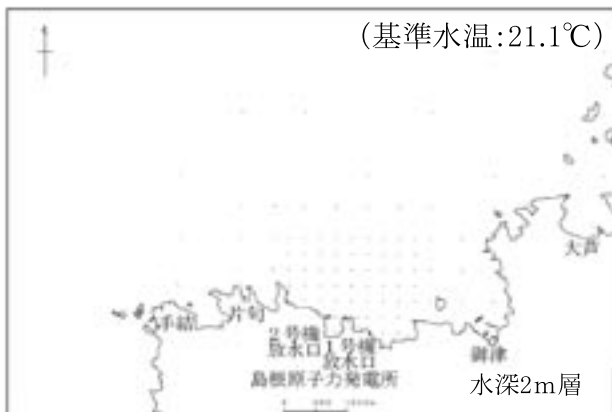 (基準水温:21.1℃)
大芦
手結
片句
2号機
放水口
1号機
放水口
御津
島根原子力発電所
水深2m層